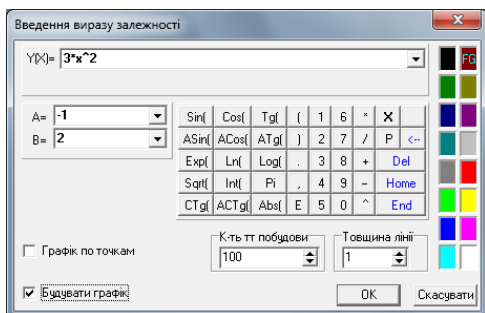 Введення виразу залежності
Y(X)= 3*x^2
A= -1
B= 2
Sin( Cos( Tg( ( 1 6 * X
ASin( ACos( ATg( ) 2 7 / P <--
Exp( Ln( Log( . 3 8 + Del
Sqrt( Int( Pi , 4 9 - Home
CTg( ACTg( Abs( E 5 0 ^ End
FG
Графік по точкам
К-ть тт побудови
100
Товщина лінії
1
Будувати графік
OK
Скасувати